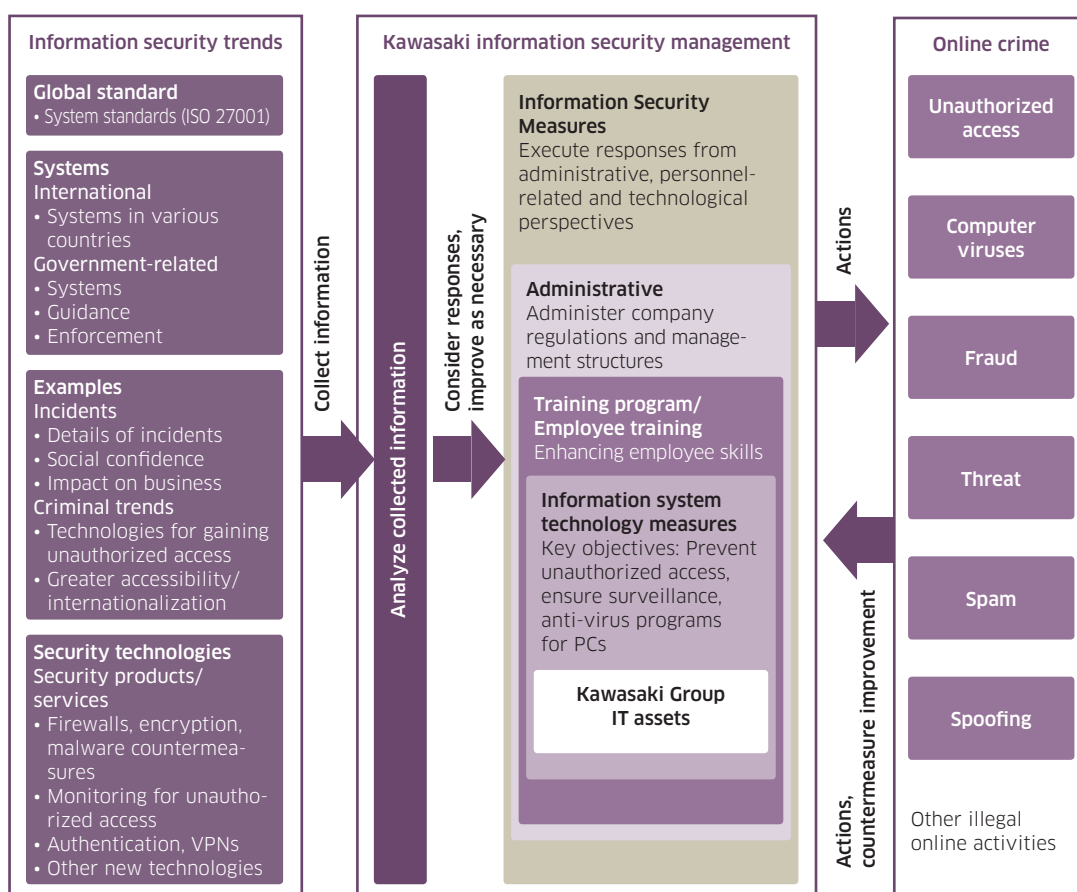 Information security trends
Global standard
• System standards (ISO 27001)
Systems
International
• Systems in various
countries
Government-related
• Systems
• Guidance
• Enforcement
Examples
Incidents
• Details of incidents
• Social confidence
• Impact on business
Criminal trends
• Technologies for gaining
unauthorized access
• Greater accessibility/
internationalization
Security technologies
Security products/
services
• Firewalls, encryption,
malware countermea-
sures
• Monitoring for unautho-
rized access
• Authentication, VPNs
• Other new technologies
Collect information
Kawasaki information security management
Analyze collected information
Consider responses,
improve as necessary
Information Security
Measures
Execute responses from
administrative, personnel-
related and technological
perspectives
Administrative
Administer company
regulations and manage-
ment structures
Training program/
Employee training
Enhancing employee skills
Information system
technology measures
Key objectives: Prevent
unauthorized access,
ensure surveillance,
anti-virus programs
for PCs
Kawasaki Group
IT assets
Actions
Actions,
countermeasure improvement
Online crime
Unauthorized
access
Computer
viruses
Fraud
Threat
Spam
Spoofing
Other illegal
online activities